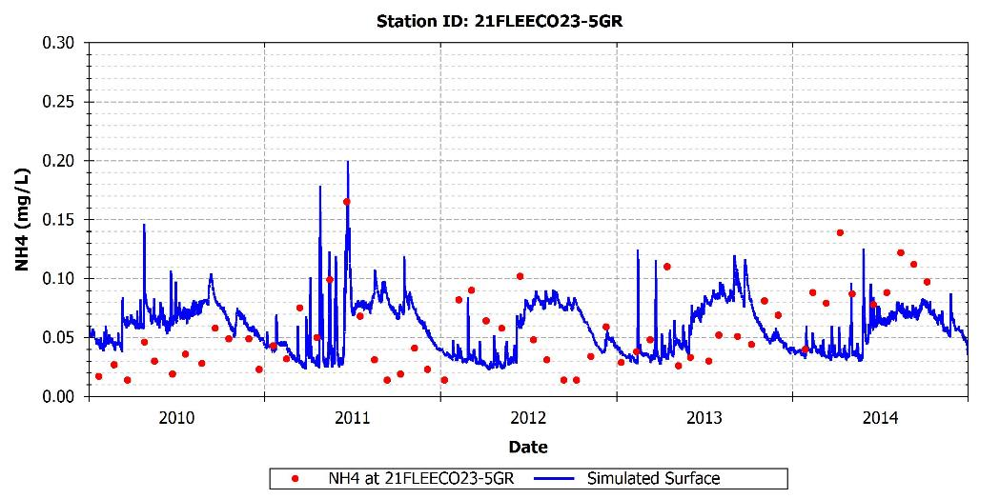 Station ID: 21FLEECO23-5GR
0.30
0.25
0.20
0.15
0.10
0.05
0.00
NH4 (mg/L)
2010 2011 2012 2013 2014
Date
NH4 at 21FLEECO23-5GR Simulated Surface